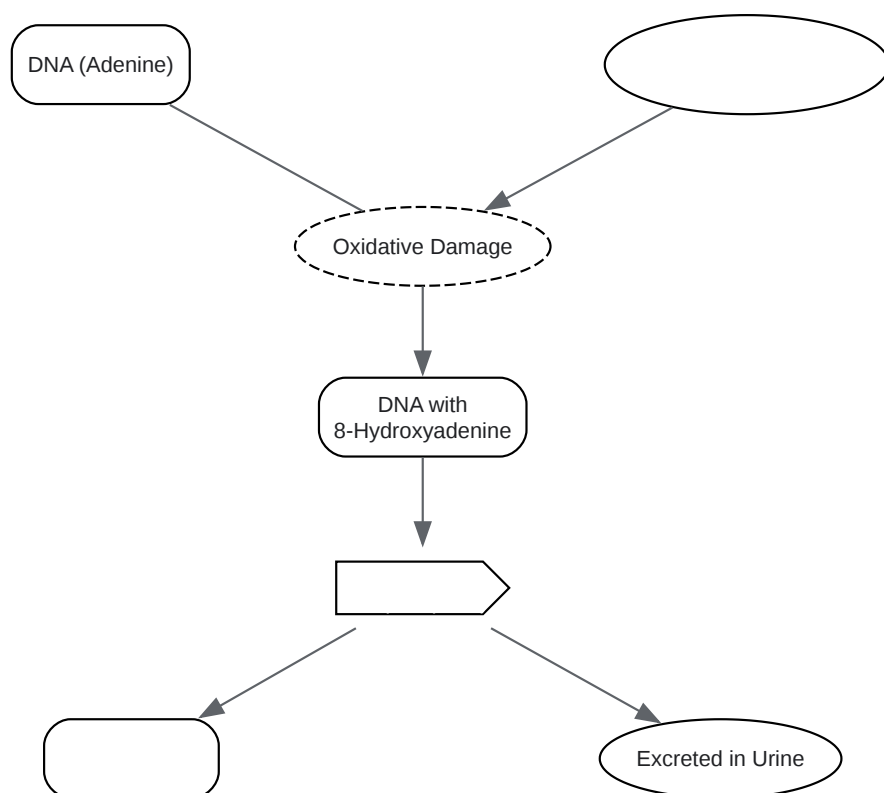 DNA (Adenine)
Oxidative Damage
DNA with
8-Hydroxyadenine
Excreted in Urine